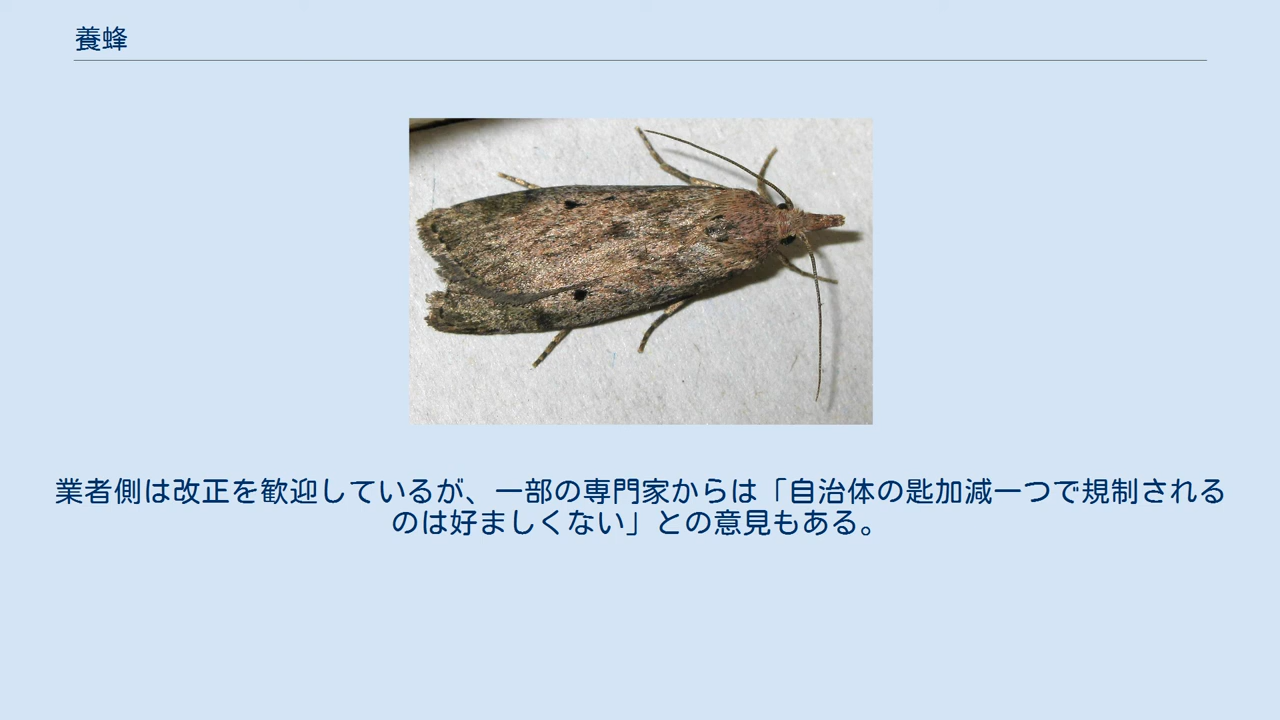 養蜂
業者側は改正を歓迎しているが、一部の専門家からは「自治体の匙加減一つで規制される
のは好ましくない」との意見もある。